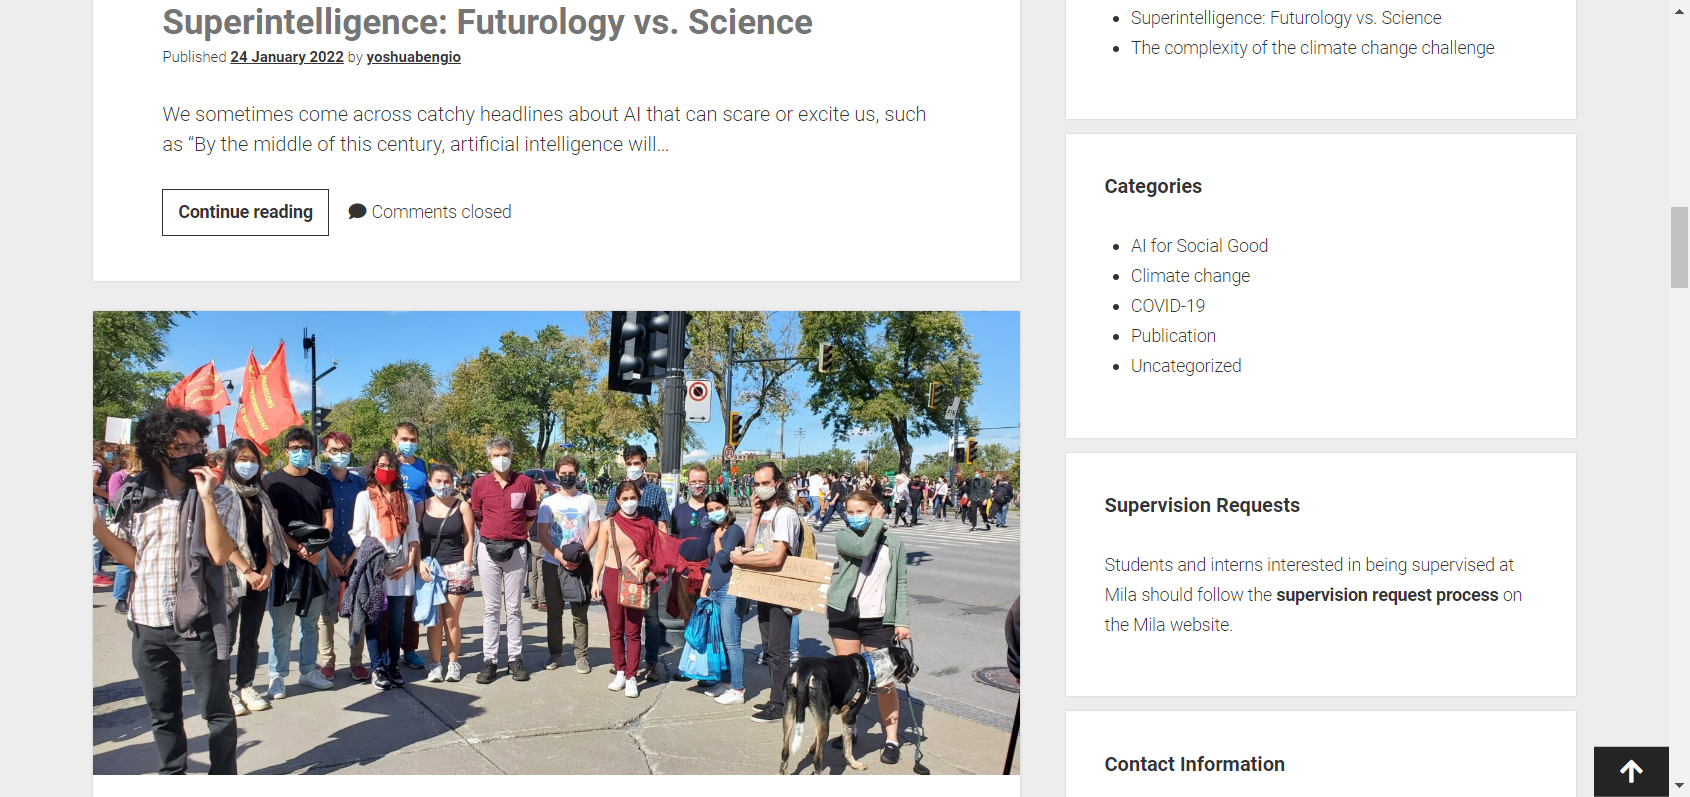 Superintelligence: Futurology vs. Science
Published 24 January 2022 by yoshuabengio
We sometimes come across catchy headlines about AI that can scare or excite us, such
as “By the middle of this century, artificial intelligence will…
Continue reading
Comments closed
CHANGE
NOT
CLIMATE CHANGE
Superintelligence: Futurology vs. Science
The complexity of the climate change challenge
Categories
AI for Social Good
Climate change
COVID-19
Publication
Uncategorized
Supervision Requests
Students and interns interested in being supervised at
Mila should follow the supervision request process on
the Mila website.
Contact Information